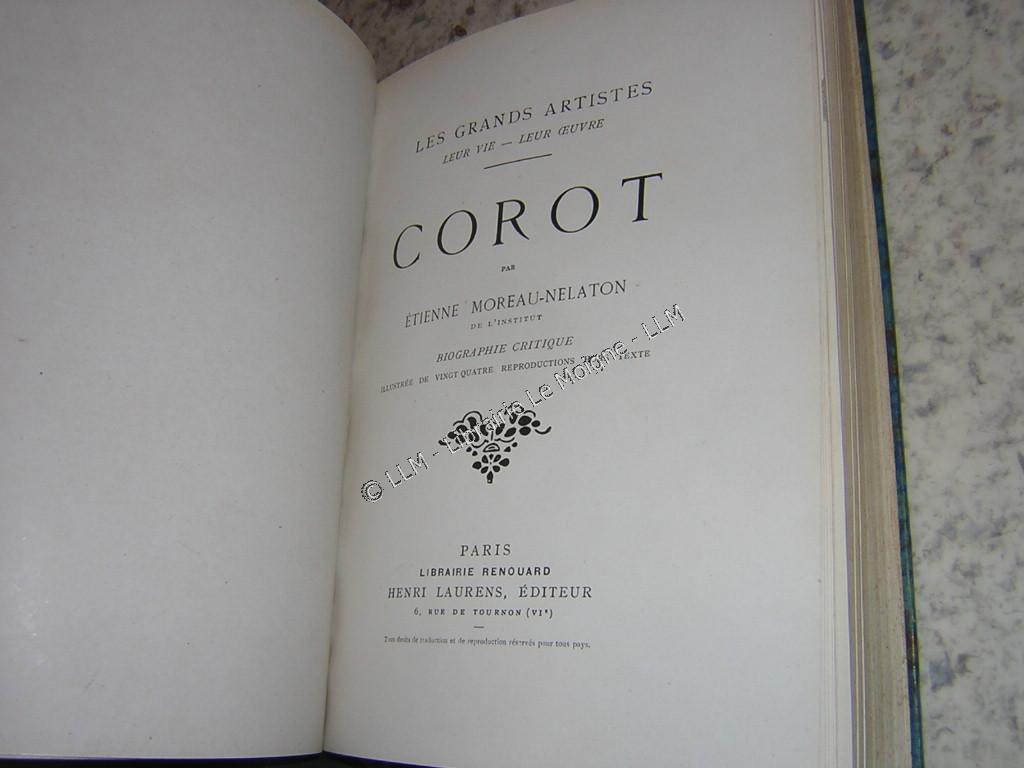 LES GRANDS ARTISTES
LEUR VIE — LEUR ŒUVRE
COROT
PAR
ÉTIENNE MOREAU-NELATON
DE L'INSTITUT
BIOGRAPHIE CRITIQUE
ILLUSTRÉE DE VINGT QUATRE REPRODUCTIONS TEXTE
© LLM - Librairie Le Moigne - LLM
PARIS
LIBRAIRIE RENOUARD
HENRI LAURENS, ÉDITEUR
6, RUE DE TOURNON (VIᵉ)
Tous droits de traduction et de reproduction réservés pour tous pays.